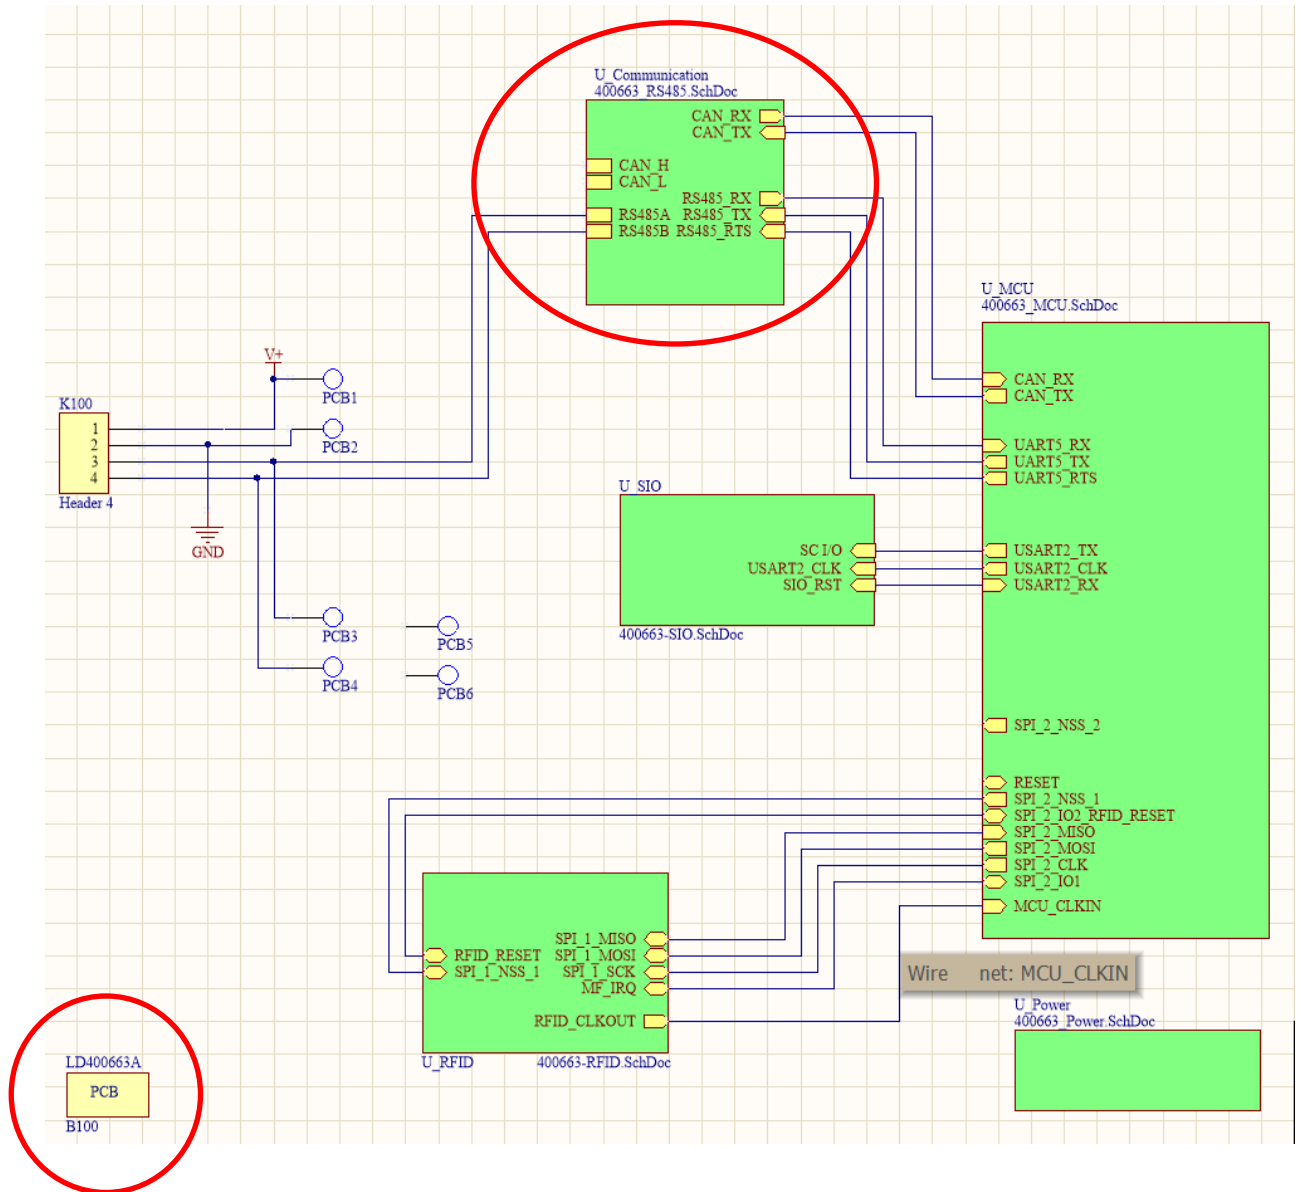 U_Communication
400663_RS485.SchDoc
CAN_RX
CAN_TX
CAN_H
CAN_L
RS485_RX
RS485A RS485_TX
RS485B RS485_RTS
U_MCU
400663_MCU.SchDoc
CAN_RX
CAN_TX
UART5_RX
UART5_TX
UART5_RTS
USART2_TX
USART2_CLK
USART2_RX
SPI_2_NSS_2
RESET
SPI_2_NSS_1
SPI_2_IO2_RFID_RESET
SPI_2_MISO
SPI_2_MOSI
SPI_2_CLK
SPI_2_IO1
MCU_CLKIN
V+
PCB1
K100
1
2
3
4
Header 4
PCB2
GND
PCB3
PCB4
PCB5
PCB6
U_SIO
SC I/O
USART2_CLK
SIO_RST
400663-SIO.SchDoc
SPI_1_MISO
RFID_RESET SPI_1_MOSI
SPI_1_NSS_1 SPI_1_SCK
MF_IRQ
RFID_CLKOUT
U_RFID 400663-RFID.SchDoc
Wire net: MCU_CLKIN
U_Power
400663_Power.SchDoc
LD400663A
PCB
B100